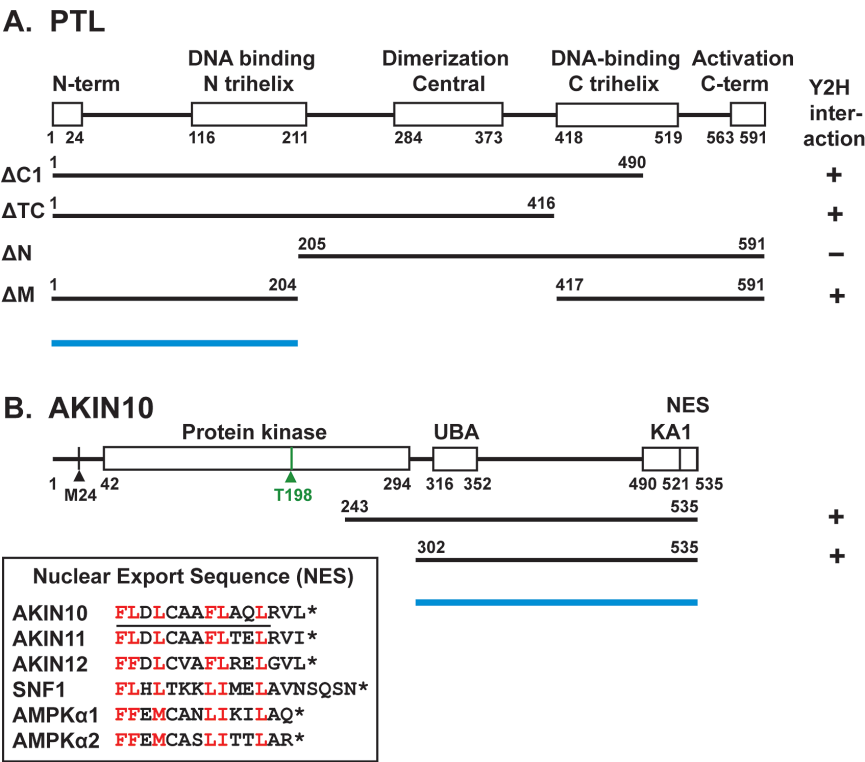 A. PTL
DNA binding DNA-binding Activation
N-term N trihelix Dimerization Central C trihelix C-term Y2H inter-action
1 24 116 211 284 373 418 519 563 591
ΔC1 1 490 +
ΔTC 1 416 +
ΔN 205 591 −
ΔM 1 204 417 591 +
B. AKIN10
NES
Protein kinase UBA KA1
1 M24 42 T198 294 316 352 490 521 535
243 535 +
302 535 +
Nuclear Export Sequence (NES)
AKIN10 FLDLCAAFLAQLRVL*
AKIN11 FLDLCAAFLTELRVI*
AKIN12 FFDLCVAFLRELGVL*
SNF1 FLHLTKKLIMELAVNSQSN*
AMPKα1 FFEMCANLIKILAQ*
AMPKα2 FFEMCASLITTLAR*